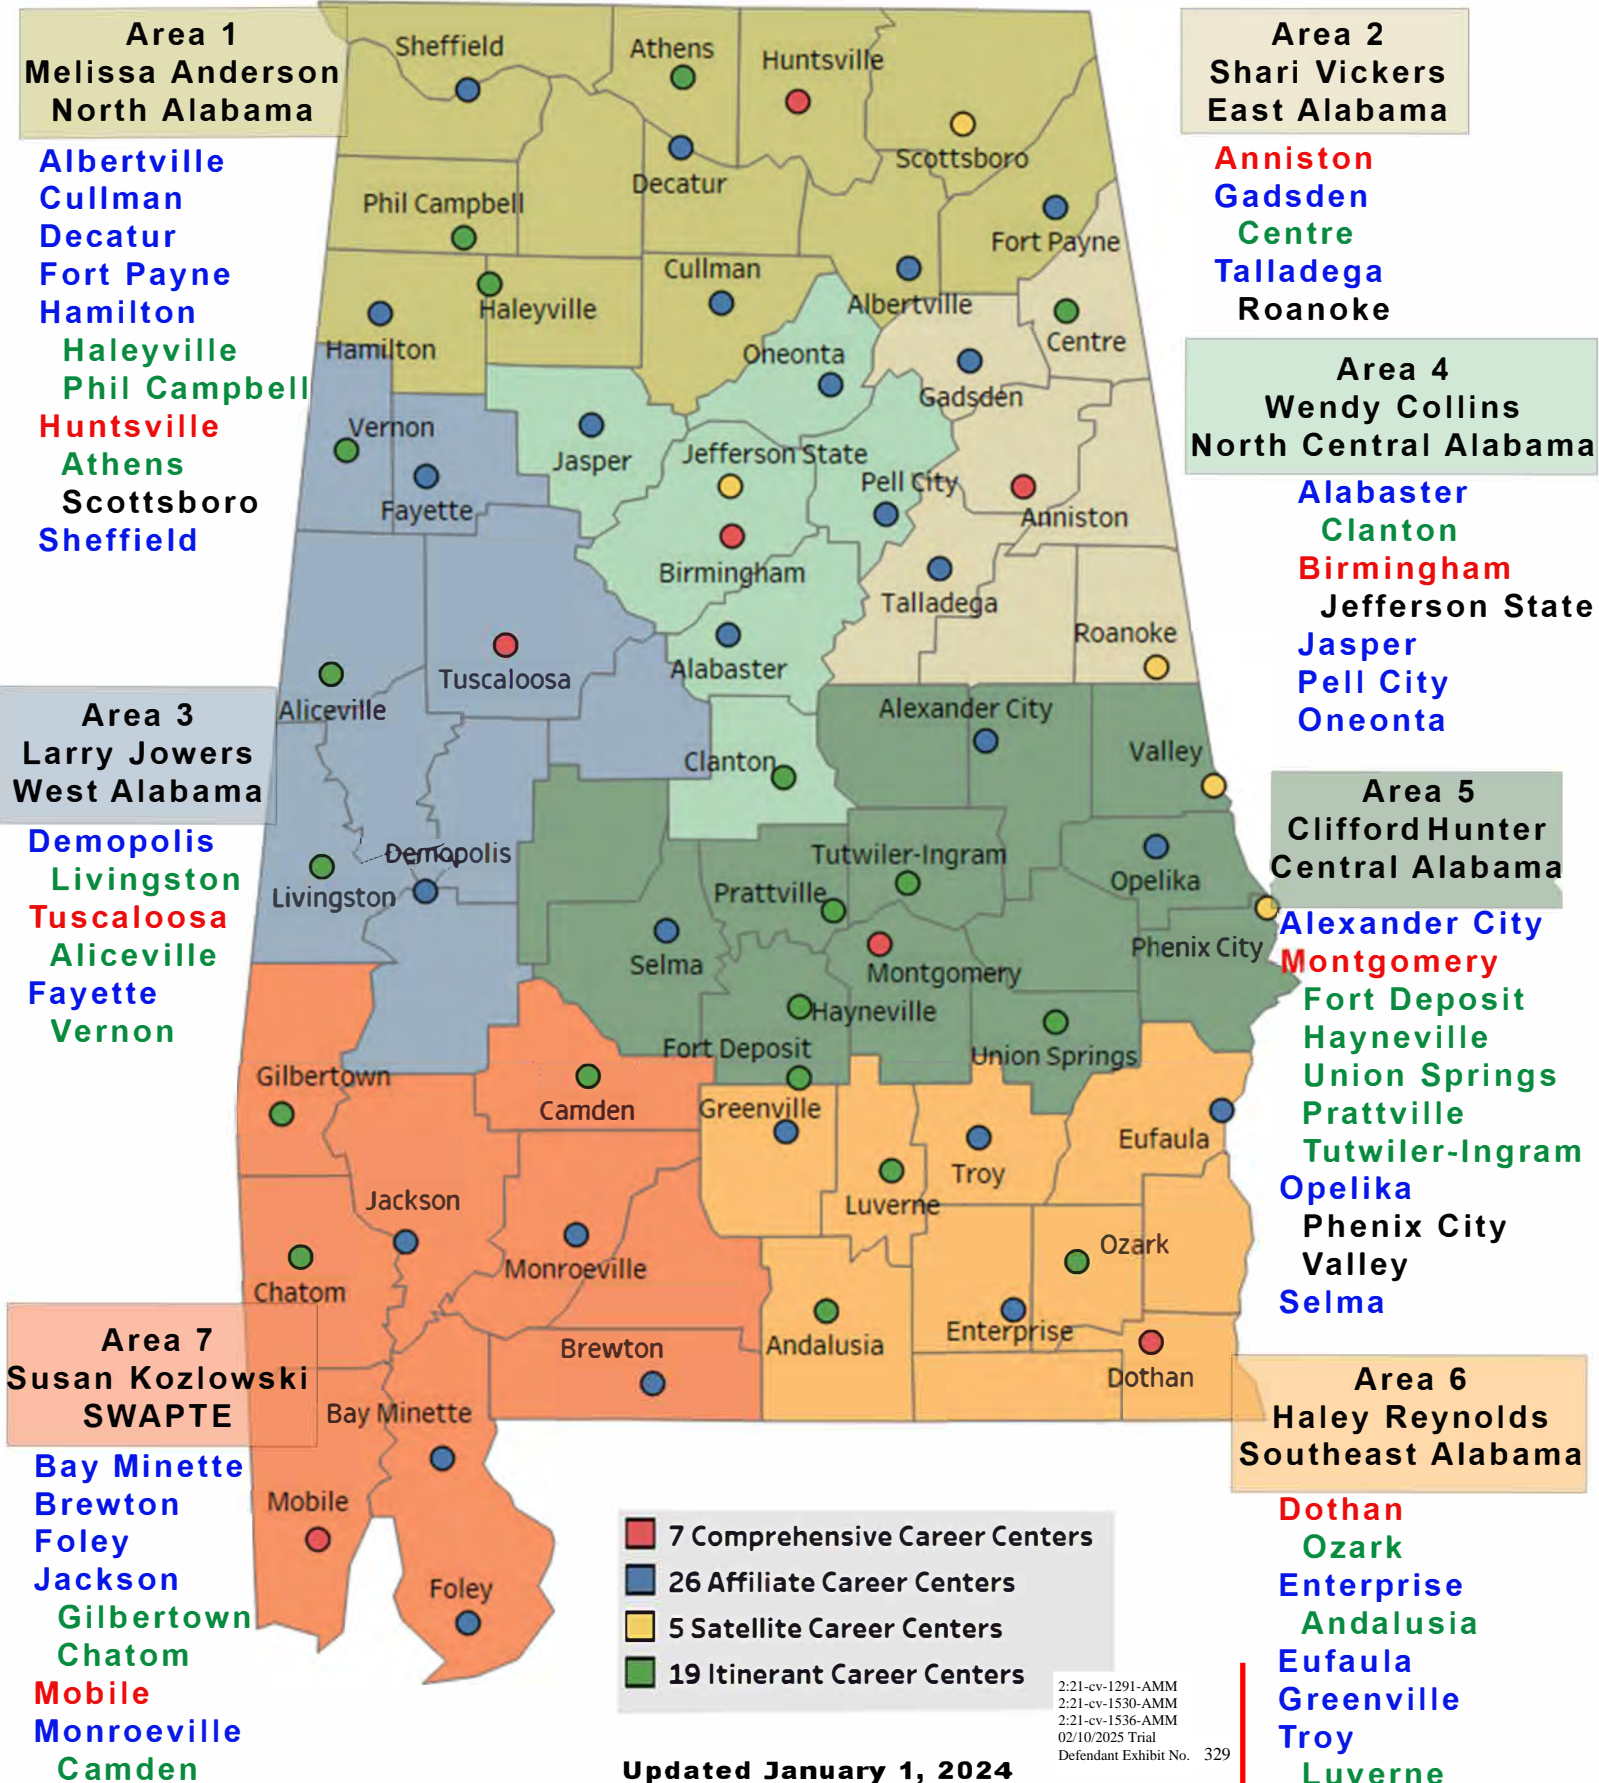 Area 1
Melissa Anderson
North Alabama
Albertville
Cullman
Decatur
Fort Payne
Hamilton
Haleyville
Phil Campbell
Huntsville
Athens
Scottsboro
Sheffield
Area 2
Shari Vickers
East Alabama
Anniston
Gadsden
Centre
Talladega
Roanoke
Area 4
Wendy Collins
North Central Alabama
Alabaster
Clanton
Birmingham
Jefferson State
Jasper
Pell City
Oneonta
Area 3
Larry Jowers
West Alabama
Demopolis
Livingston
Tuscaloosa
Aliceville
Fayette
Vernon
Area 5
Clifford Hunter
Central Alabama
Alexander City
Montgomery
Fort Deposit
Hayneville
Union Springs
Prattville
Tutwiler-Ingram
Opelika
Phenix City
Valley
Selma
Area 7
Susan Kozlowski
SWAPTE
Bay Minette
Brewton
Foley
Jackson
Gilbertown
Chatom
Mobile
Monroeville
Camden
Area 6
Haley Reynolds
Southeast Alabama
Dothan
Ozark
Enterprise
Andalusia
Eufaula
Greenville
Troy
Luverne
Sheffield
Athens
Huntsville
Scottsboro
Decatur
Phil Campbell
Fort Payne
Cullman
Albertville
Haleyville
Hamilton
Centre
Oneonta
Gadsden
Vernon
Jefferson State
Jasper
Pell City
Fayette
Anniston
Birmingham
Talladega
Roanoke
Alabaster
Tuscaloosa
Aliceville
Alexander City
Valley
Clanton
Demopolis
Tutwiler-Ingram
Opelika
Livingston
Prattville
Phenix City
Selma
Montgomery
Hayneville
Fort Deposit
Union Springs
Gilbertown
Camden
Greenville
Eufaula
Troy
Jackson
Luverne
Ozark
Monroeville
Chatom
Enterprise
Andalusia
Brewton
Dothan
Bay Minette
Mobile
Foley
7 Comprehensive Career Centers
26 Affiliate Career Centers
5 Satellite Career Centers
19 Itinerant Career Centers
2:21-cv-1291-AMM
2:21-cv-1530-AMM
2:21-cv-1536-AMM
02/10/2025 Trial
Defendant Exhibit No. 329
Updated January 1, 2024